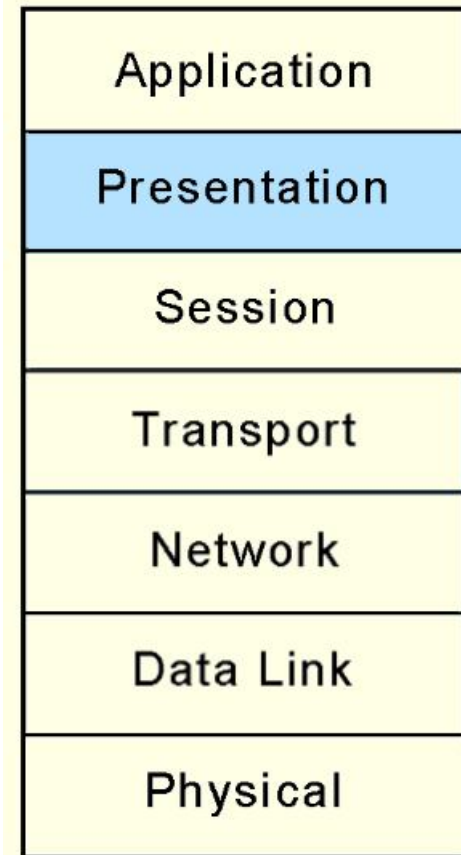 Application
Presentation
Session
Transport
Network
Data Link
Physical